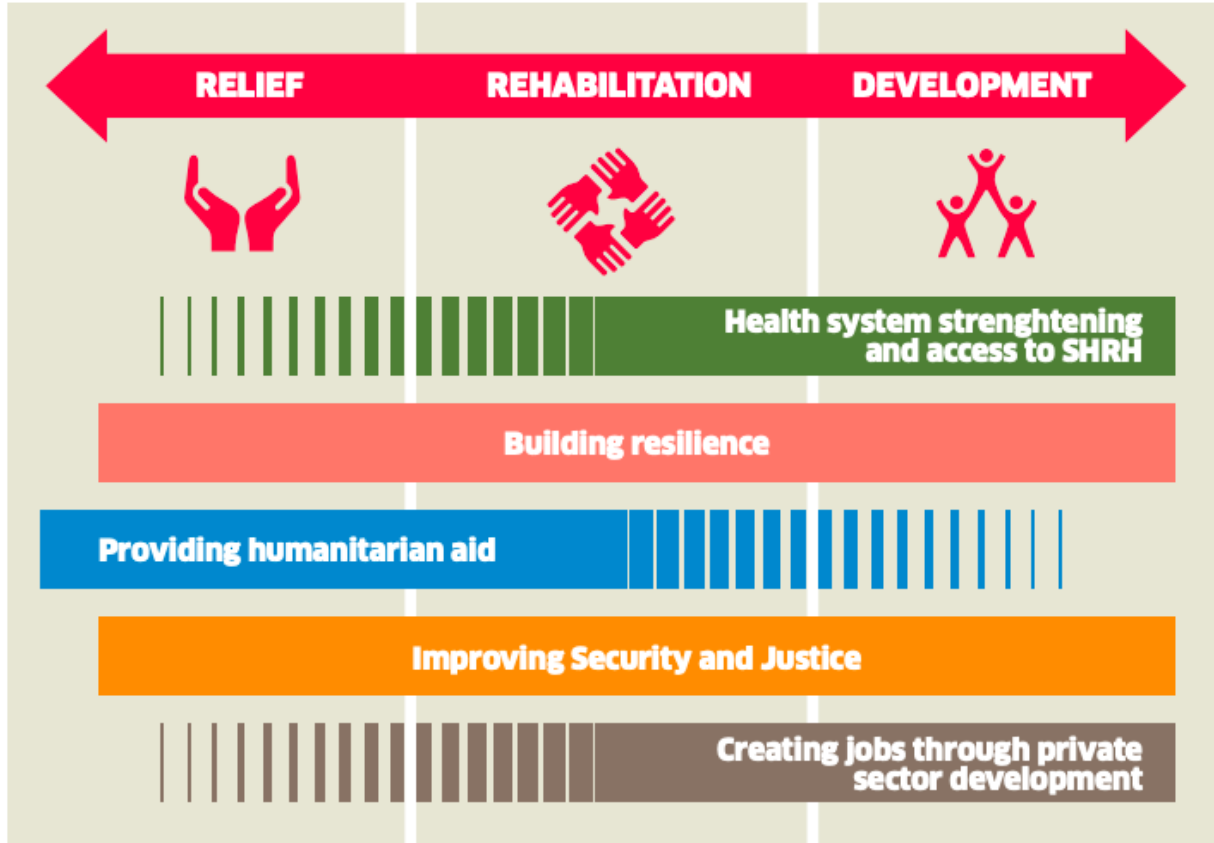 RELIEF
REHABILITATION
DEVELOPMENT
Health system strenghtening
and access to SHRH
Building resilience
Providing humanitarian aid
Improving Security and Justice
Creating jobs through private
sector development